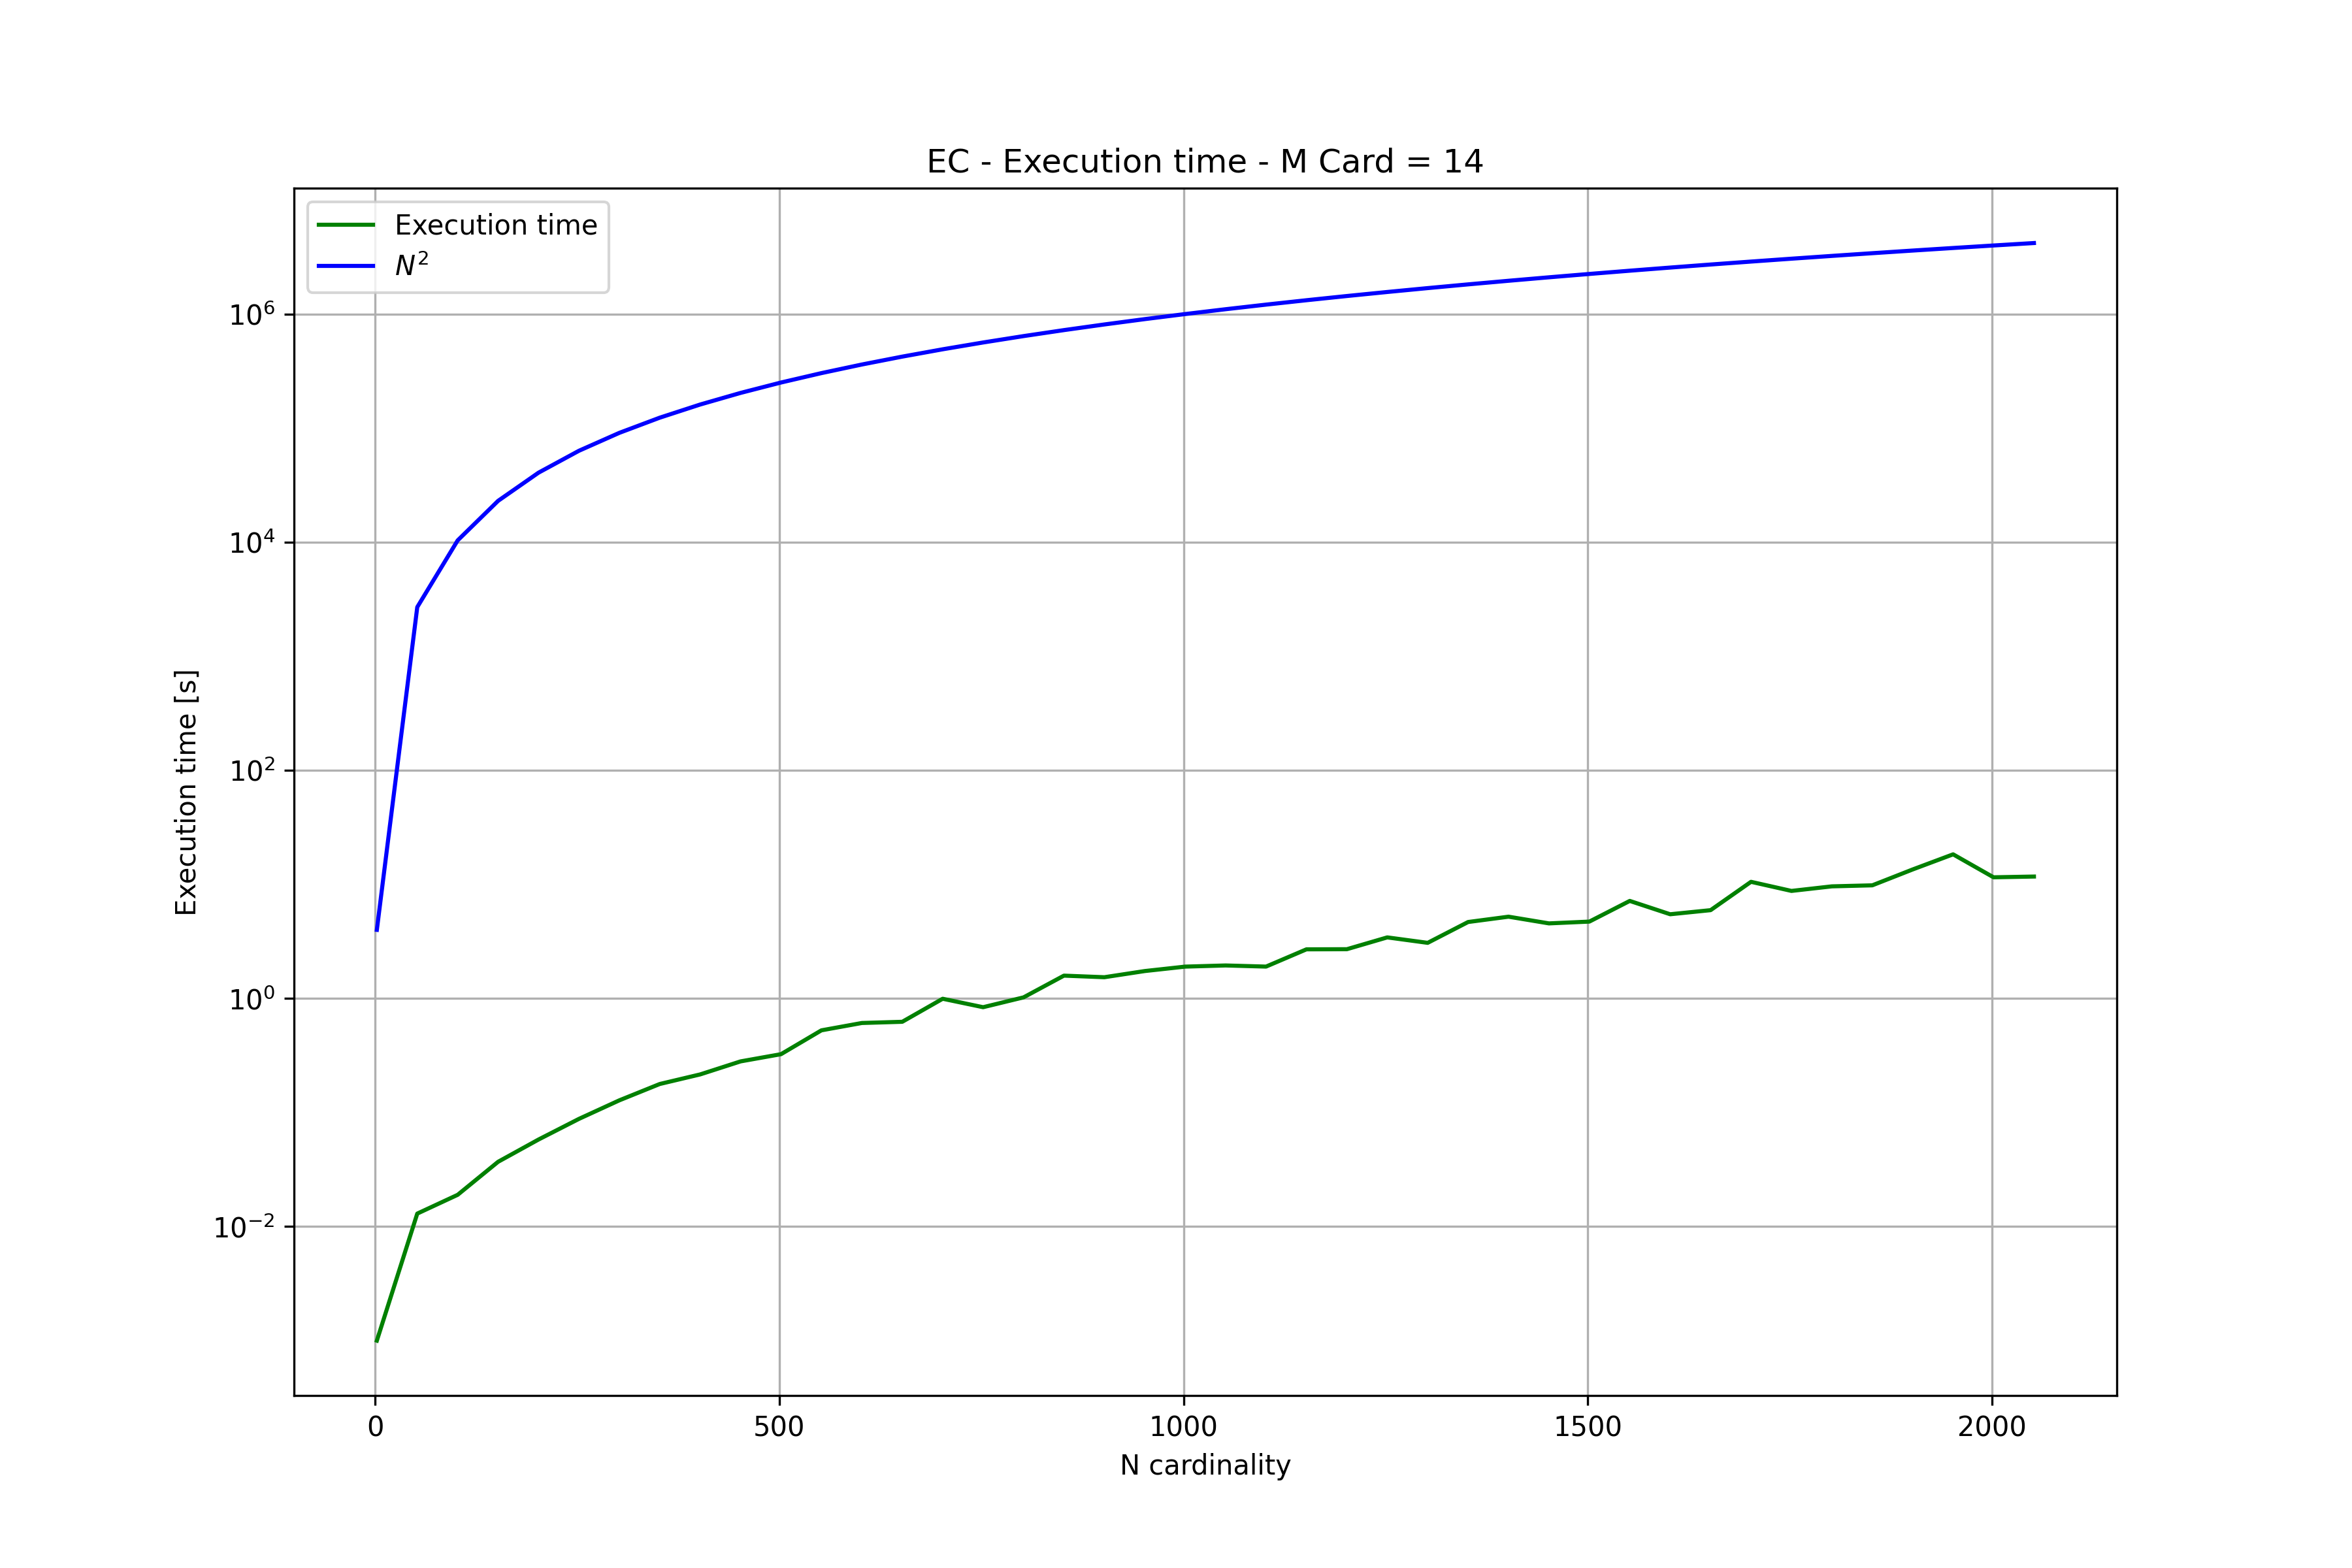 EC - Execution time - M Card = 14
Execution time
N²
10⁶
10⁴
10²
10⁰
10⁻²
Execution time [s]
0 500 1000 1500 2000
N cardinality